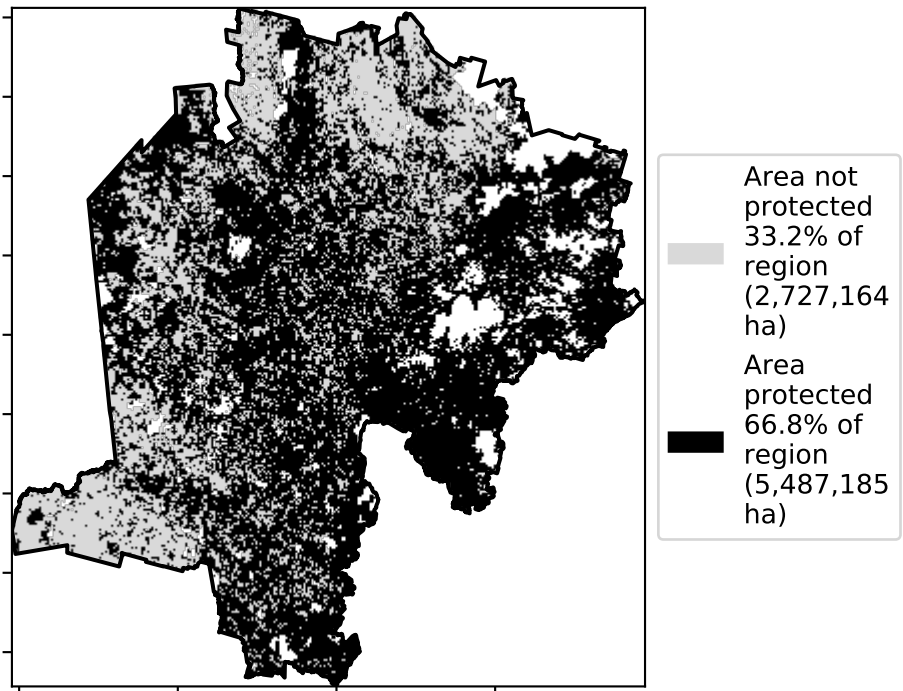 Area not
protected
33.2% of
region
(2,727,164
ha)
Area
protected
66.8% of
region
(5,487,185
ha)